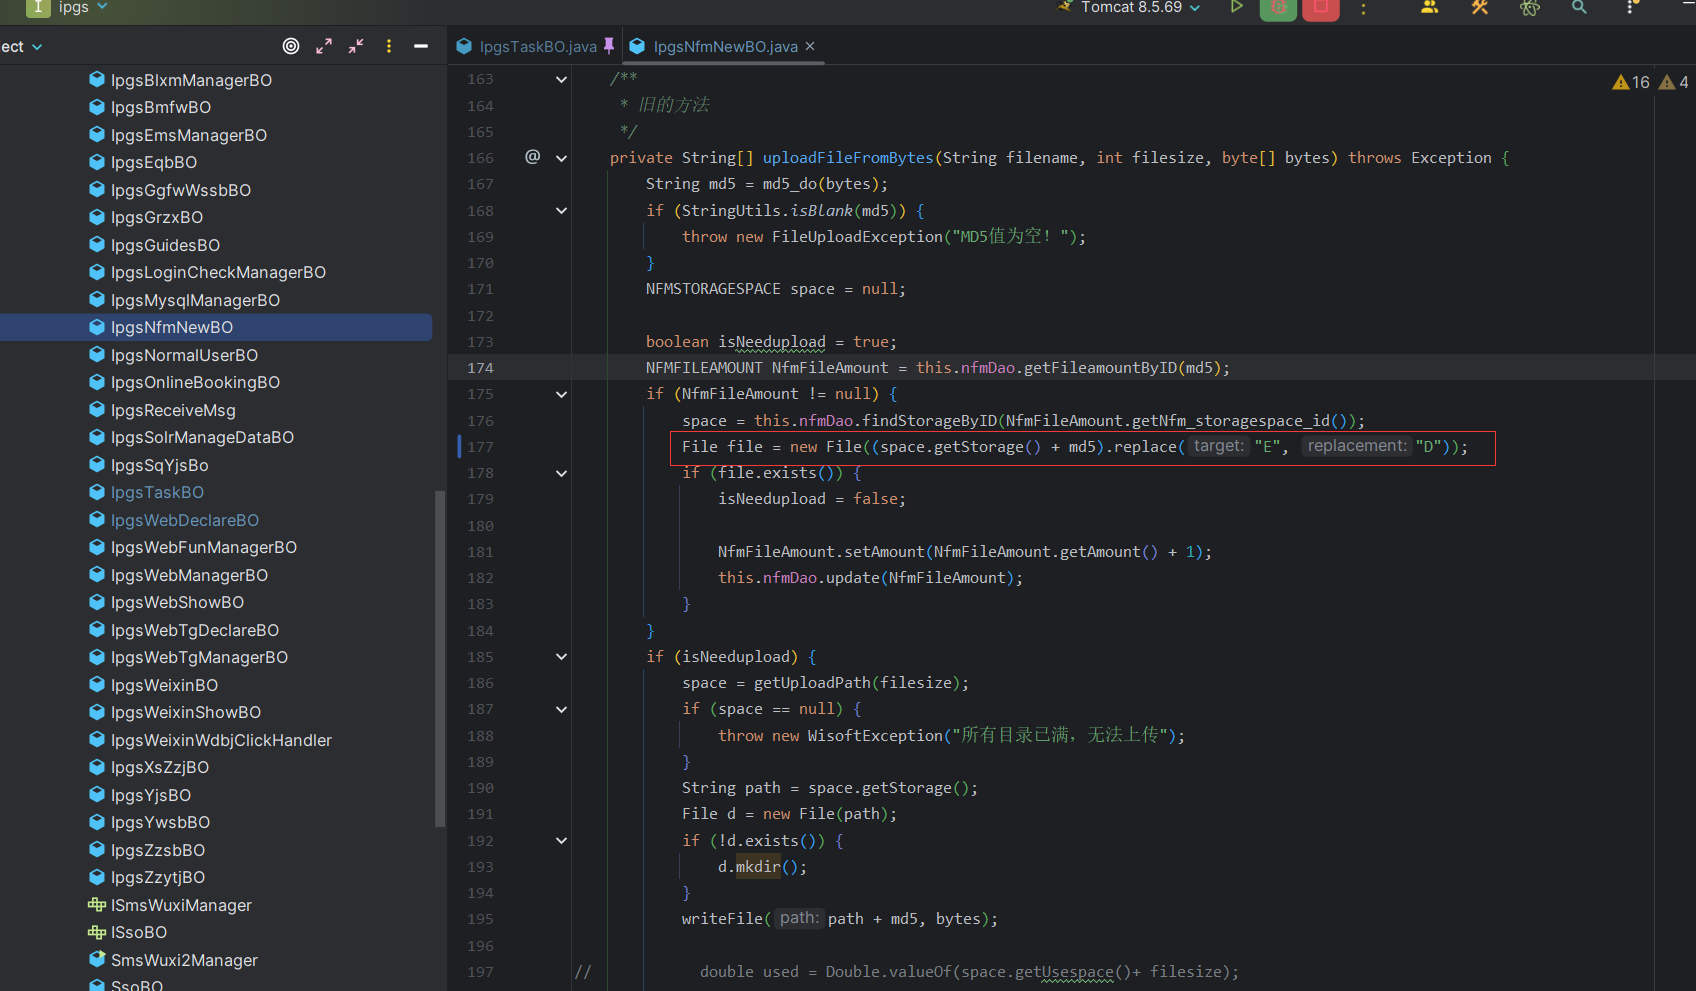 I ipgs Tomcat 8.5.69
ect IpgsTaskBO.java IpgsNfmNewBO.java
IpgsBlxmManagerBO
IpgsBmfwBO
IpgsEmsManagerBO
IpgsEqbBO
IpgsGgfwWssbBO
IpgsGrzxBO
IpgsGuidesBO
IpgsLoginCheckManagerBO
IpgsMysqlManagerBO
IpgsNfmNewBO
IpgsNormalUserBO
IpgsOnlineBookingBO
IpgsReceiveMsg
IpgsSolrManageDataBO
IpgsSqYjsBo
IpgsTaskBO
IpgsWebDeclareBO
IpgsWebFunManagerBO
IpgsWebManagerBO
IpgsWebShowBO
IpgsWebTgDeclareBO
IpgsWebTgManagerBO
IpgsWeixinBO
IpgsWeixinShowBO
IpgsWeixinWdbjClickHandler
IpgsXsZzjBO
IpgsYjsBO
IpgsYwsbBO
IpgsZzsbBO
IpgsZzytjBO
ISmsWuxiManager
ISsoBO
SmsWuxi2Manager
SsoBO
16 4
163 /**
164 * 旧的方法
165 */
166 @ private String[] uploadFileFromBytes(String filename, int filesize, byte[] bytes) throws Exception {
167 String md5 = md5_do(bytes);
168 if (StringUtils.isBlank(md5)) {
169 throw new FileUploadException("MD5值为空! ");
170 }
171 NFMSTORAGESPACE space = null;
172
173 boolean isNeedupload = true;
174 NFMFILEAMOUNT NfmFileAmount = this.nfmDao.getFileamountByID(md5);
175 if (NfmFileAmount != null) {
176 space = this.nfmDao.findStorageByID(NfmFileAmount.getNfm_storagespace_id());
177 File file = new File((space.getStorage() + md5).replace( target: "E", replacement: "D"));
178 if (file.exists()) {
179 isNeedupload = false;
180
181 NfmFileAmount.setAmount(NfmFileAmount.getAmount() + 1);
182 this.nfmDao.update(NfmFileAmount);
183 }
184 }
185 if (isNeedupload) {
186 space = getUploadPath(filesize);
187 if (space == null) {
188 throw new WisoftException("所有目录已满，无法上传");
189 }
190 String path = space.getStorage();
191 File d = new File(path);
192 if (!d.exists()) {
193 d.mkdir();
194 }
195 writeFile( path: path + md5, bytes);
196
197 // double used = Double.valueOf(space.getUsespace()+ filesize);